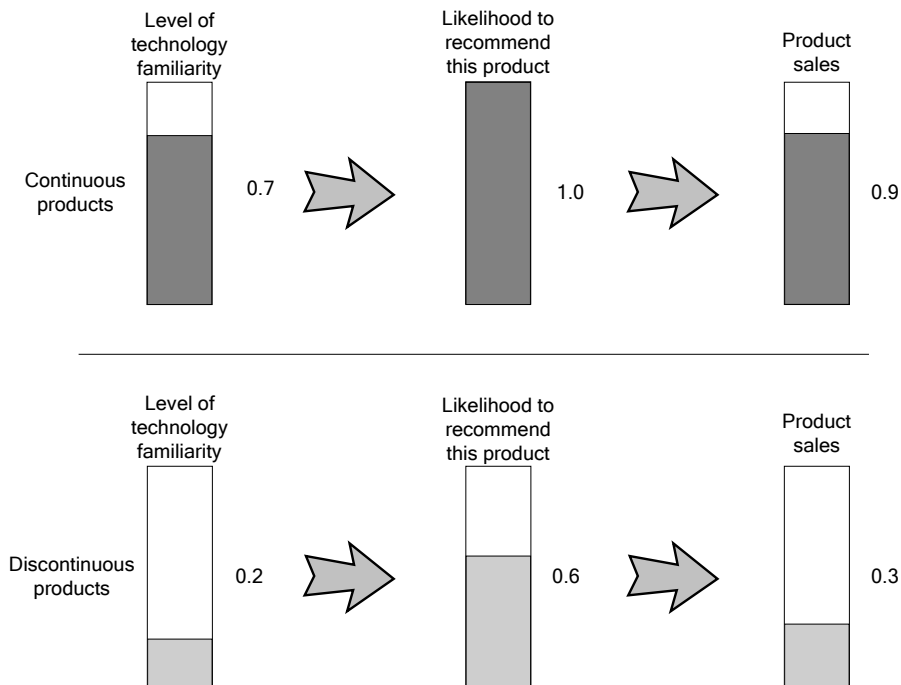 Level of
technology
familiarity
Likelihood to
recommend
this product
Product
sales
Continuous
products
0.7
1.0
0.9
Level of
technology
familiarity
Likelihood to
recommend
this product
Product
sales
Discontinuous
products
0.2
0.6
0.3